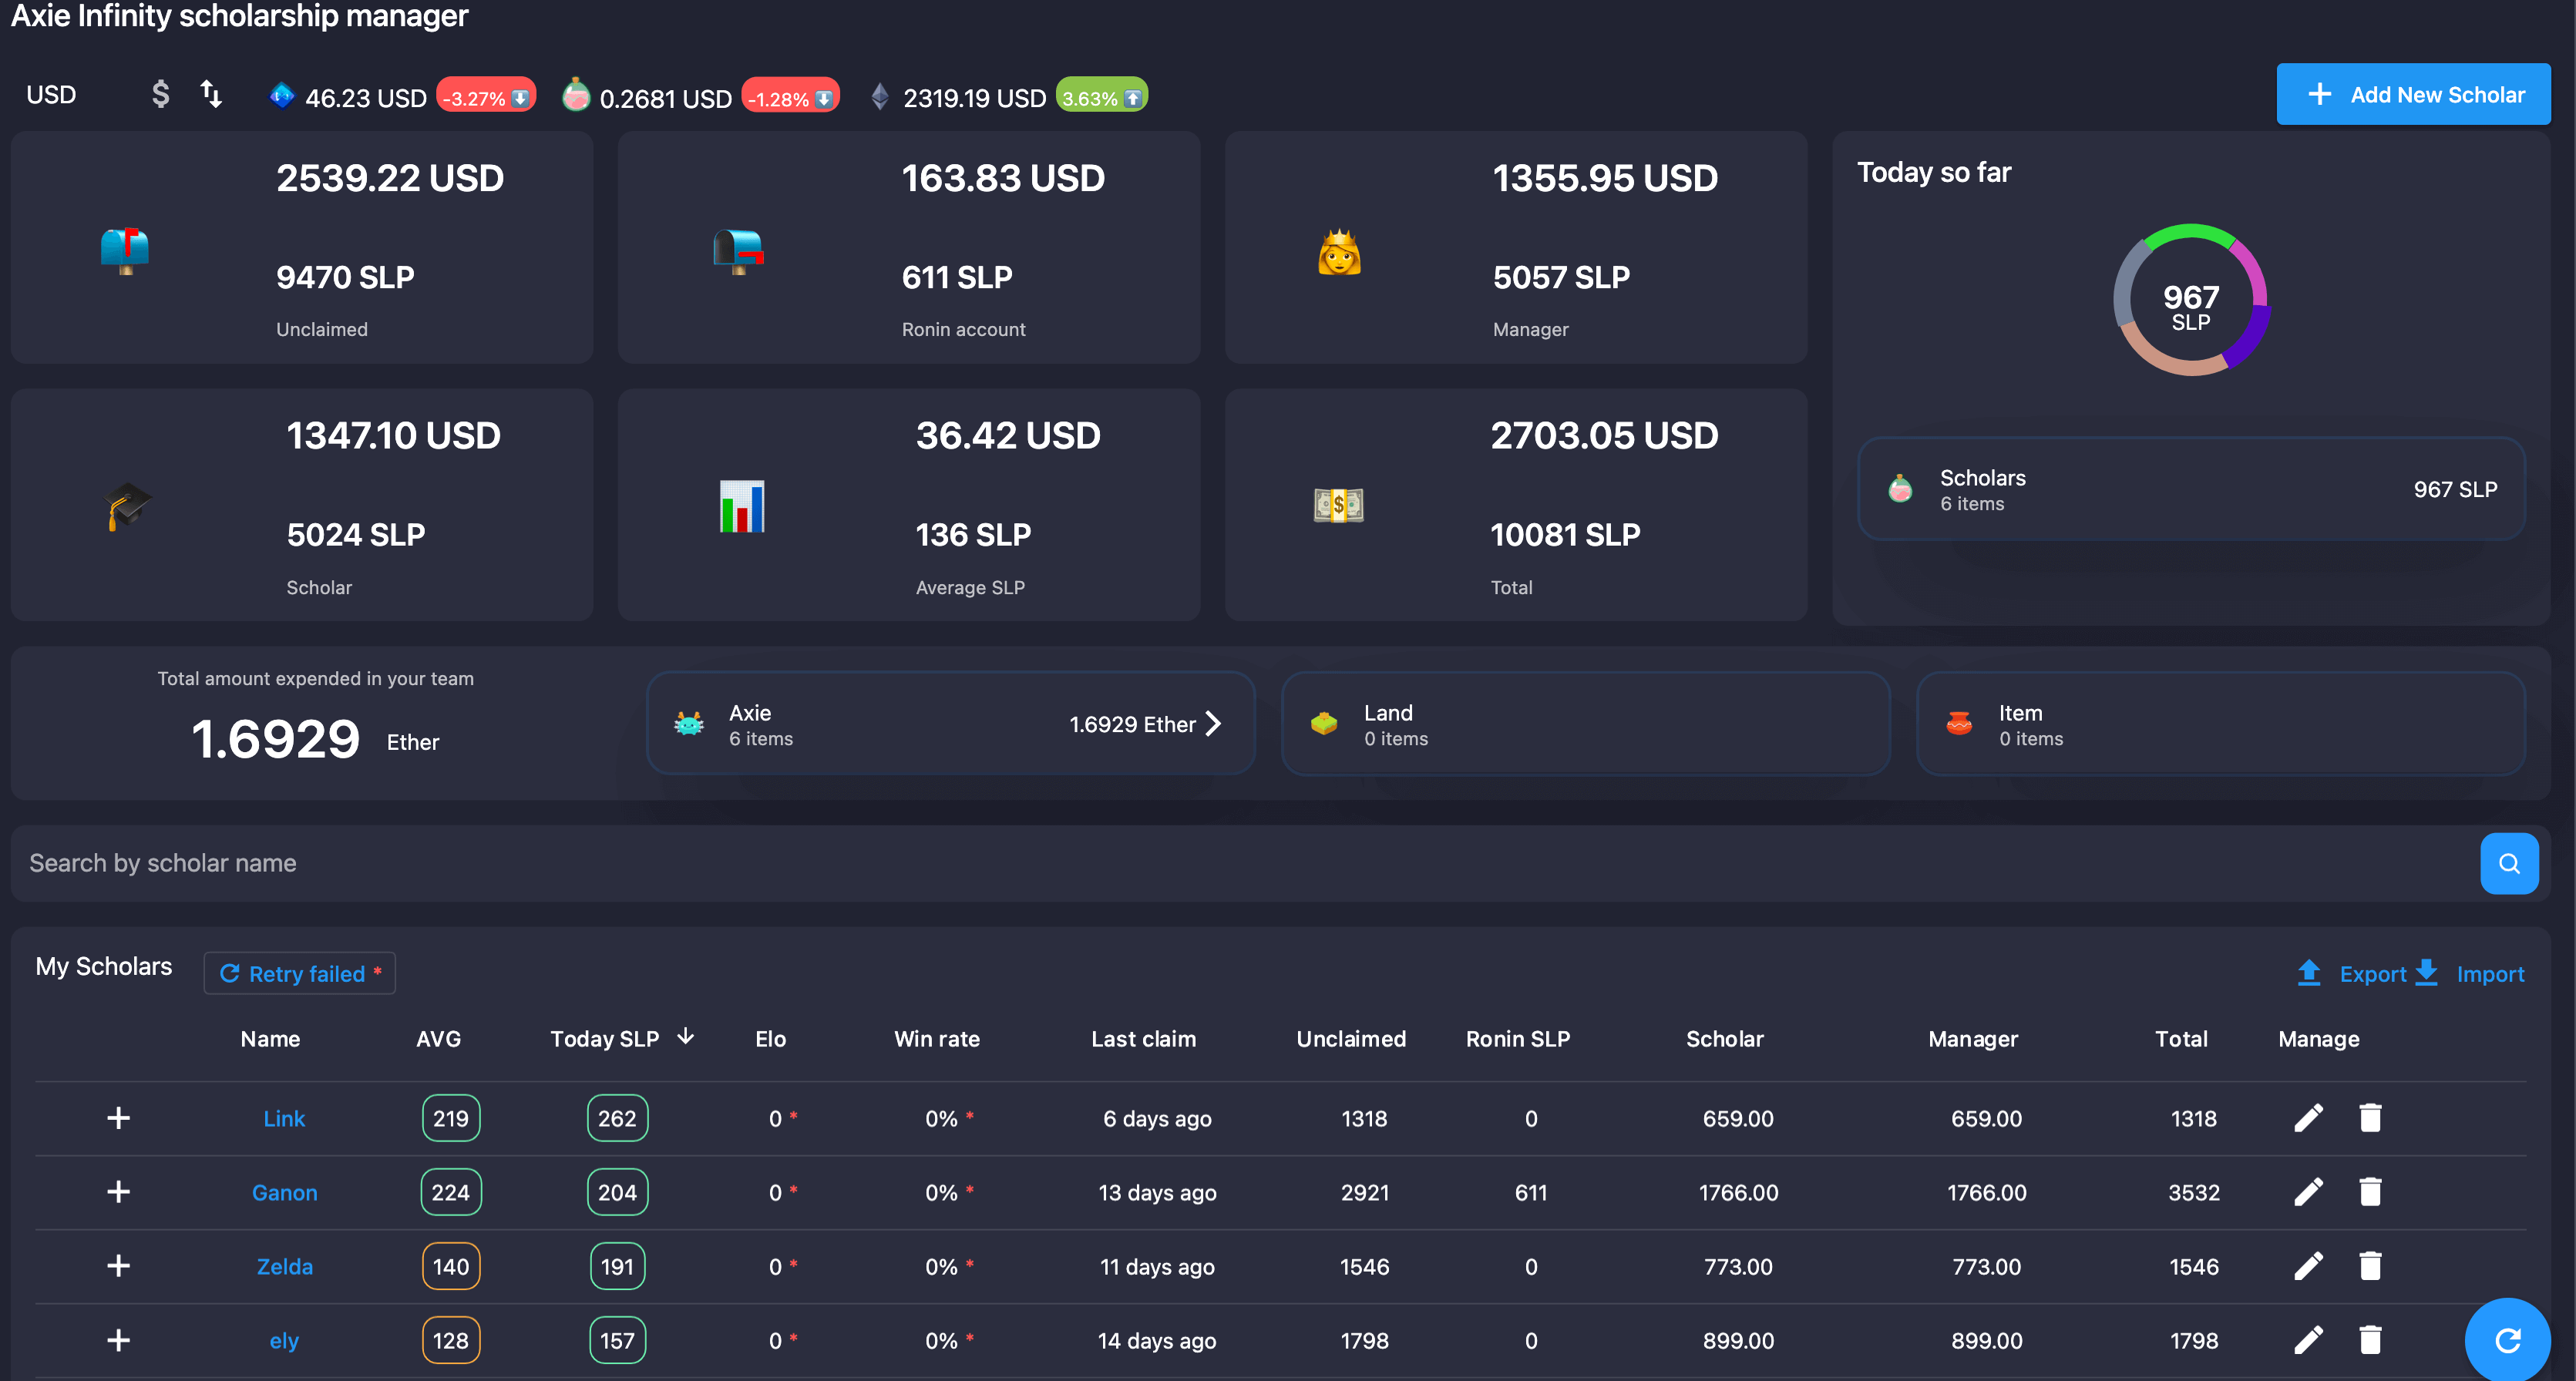 Axie Infinity scholarship manager
USD $ 46.23 USD -3.27% 0.2681 USD -1.28% 2319.19 USD 3.63%
+ Add New Scholar
2539.22 USD
9470 SLP
Unclaimed
163.83 USD
611 SLP
Ronin account
1355.95 USD
5057 SLP
Manager
Today so far
967
SLP
Scholars
6 items
967 SLP
1347.10 USD
5024 SLP
Scholar
36.42 USD
136 SLP
Average SLP
2703.05 USD
10081 SLP
Total
Total amount expended in your team
1.6929 Ether
Axie
6 items
1.6929 Ether
Land
0 items
Item
0 items
Search by scholar name
My Scholars
Retry failed *
Export Import
Name AVG Today SLP Elo Win rate Last claim Unclaimed Ronin SLP Scholar Manager Total Manage
+ Link 219 262 0 * 0% * 6 days ago 1318 0 659.00 659.00 1318
+ Ganon 224 204 0 * 0% * 13 days ago 2921 611 1766.00 1766.00 3532
+ Zelda 140 191 0 * 0% * 11 days ago 1546 0 773.00 773.00 1546
+ ely 128 157 0 * 0% * 14 days ago 1798 0 899.00 899.00 1798